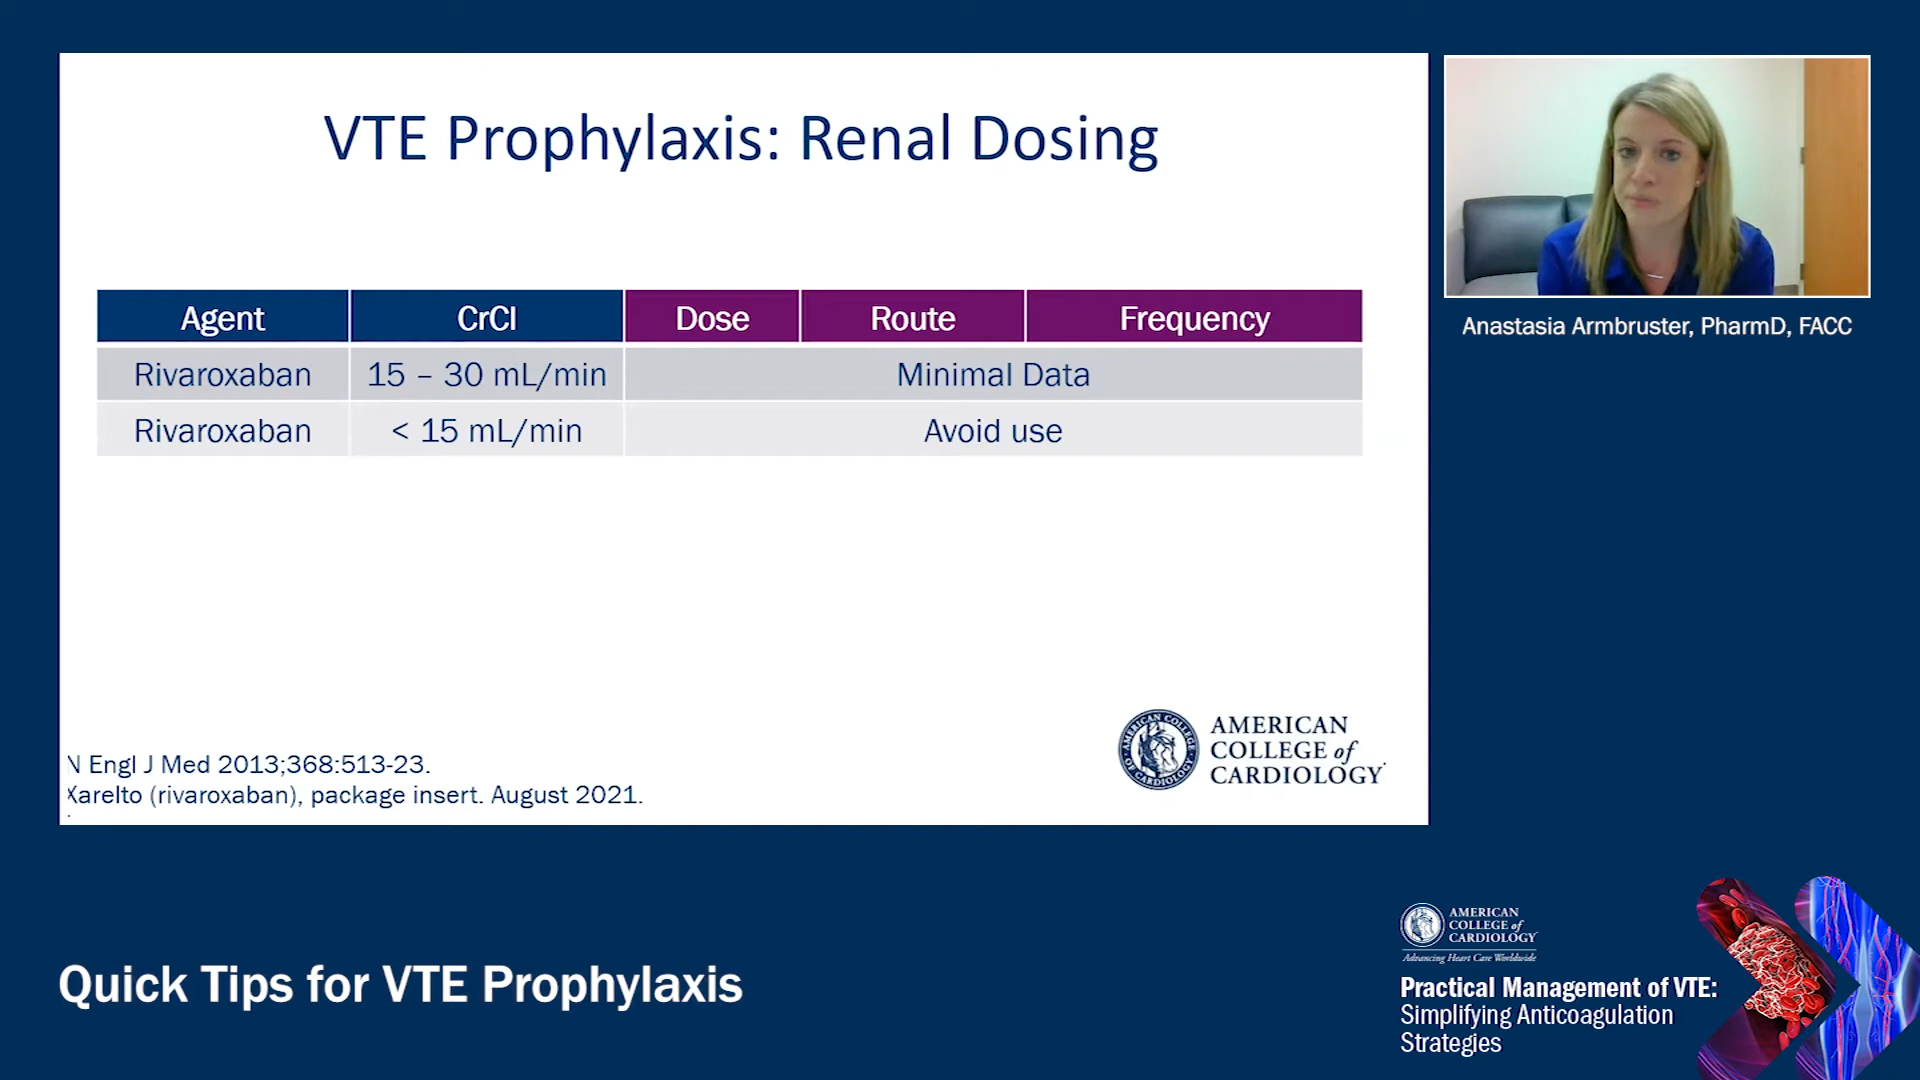 VTE Prophylaxis: Renal Dosing
Agent CrCl Dose Route Frequency
Rivaroxaban 15 – 30 mL/min Minimal Data
Rivaroxaban < 15 mL/min Avoid use
N Engl J Med 2013;368:513-23.
Xarelto (rivaroxaban), package insert. August 2021.
AMERICAN
COLLEGE of
CARDIOLOGY
Anastasia Armbruster, PharmD, FACC
Quick Tips for VTE Prophylaxis
AMERICAN
COLLEGE of
CARDIOLOGY
Advancing Heart Care Worldwide
Practical Management of VTE:
Simplifying Anticoagulation
Strategies